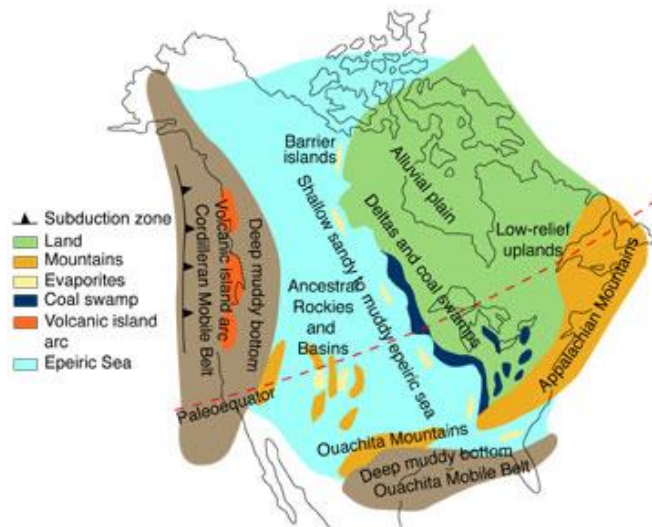 Barrier
islands
Alluvial plain
Low-relief
uplands
Deltas and coal swamps
Shallow sandy to muddy epeiric sea
Appalachian Mountains
Subduction zone
Land
Mountains
Evaporites
Coal swamp
Volcanic island
arc
Epeiric Sea
Cordilleran Mobile Belt
Volcanic island arc
Deep muddy bottom
Ancestral
Rockies
and
Basins
Paleoequator
Ouachita Mountains
Deep muddy bottom
Ouachita Mobile Belt